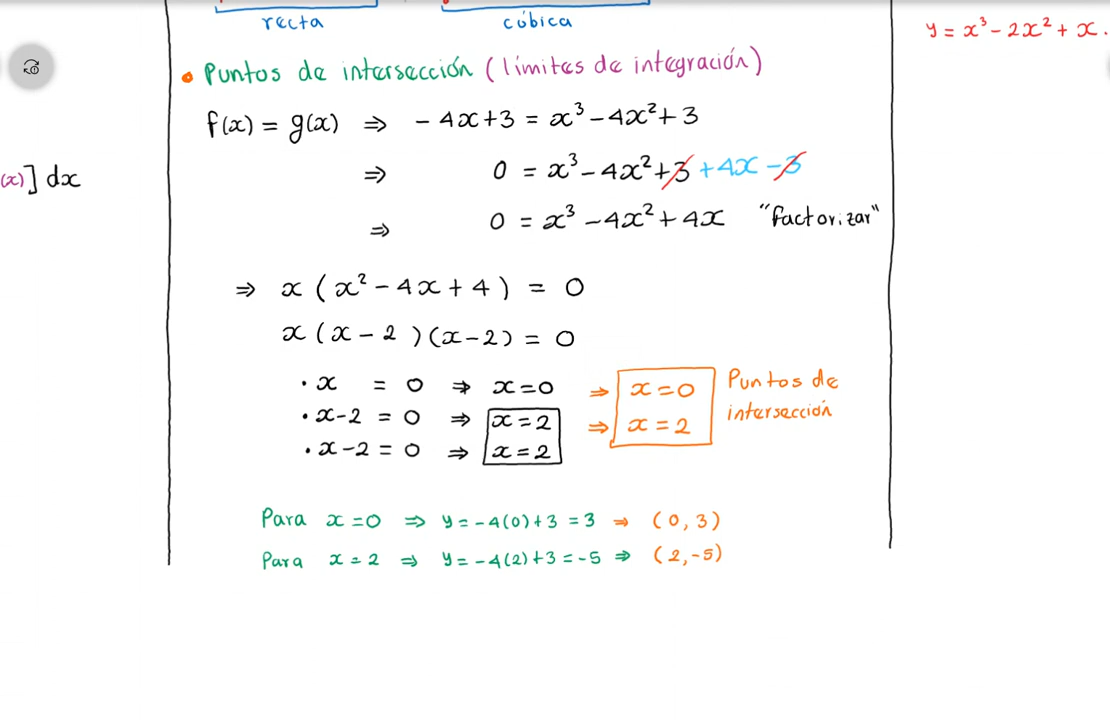 recta cúbica
y = x³ - 2x² + x.
• Puntos de intersección (límites de integración)
f(x) = g(x) ⇒ - 4x + 3 = x³ - 4x² + 3
(x)] dx
⇒ 0 = x³ - 4x² + 3 + 4x - 3
⇒ 0 = x³ - 4x² + 4x "factorizar"
⇒ x (x² - 4x + 4) = 0
x (x - 2) (x - 2) = 0
· x = 0 ⇒ x = 0 ⇒ x = 0 Puntos de
· x - 2 = 0 ⇒ x = 2 ⇒ x = 2 intersección
· x - 2 = 0 ⇒ x = 2
Para x = 0 ⇒ y = -4(0) + 3 = 3 ⇒ (0, 3)
Para x = 2 ⇒ y = -4(2) + 3 = -5 ⇒ (2, -5)